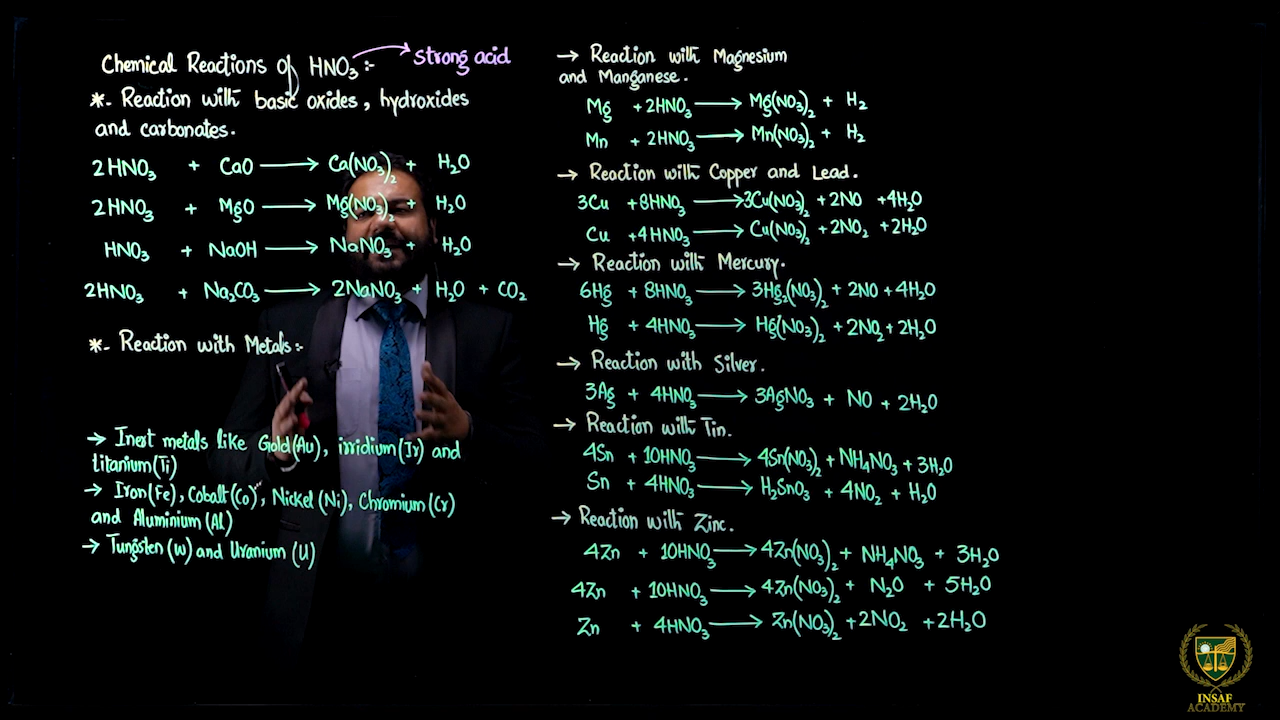 Chemical Reactions of HNO₃ :- → Strong acid
*. Reaction with basic oxides, hydroxides
and carbonates.
2HNO₃ + CaO → Ca(NO₃)₂ + H₂O
2HNO₃ + MgO → Mg(NO₃)₂ + H₂O
HNO₃ + NaOH → NaNO₃ + H₂O
2HNO₃ + Na₂CO₃ → 2NaNO₃ + H₂O + CO₂
*. Reaction with Metals :-
→ Inert metals like Gold(Au), irridium(Ir) and
titanium(Ti)
→ Iron(Fe), Cobalt(Co), Nickel(Ni), Chromium(Cr)
and Aluminium(Al)
→ Tungsten (W) and Uranium (U)
→ Reaction with Magnesium
and Manganese.
Mg + 2HNO₃ → Mg(NO₃)₂ + H₂
Mn + 2HNO₃ → Mn(NO₃)₂ + H₂
→ Reaction with Copper and Lead.
3Cu + 8HNO₃ → 3Cu(NO₃)₂ + 2NO + 4H₂O
Cu + 4HNO₃ → Cu(NO₃)₂ + 2NO₂ + 2H₂O
→ Reaction with Mercury.
6Hg + 8HNO₃ → 3Hg₂(NO₃)₂ + 2NO + 4H₂O
Hg + 4HNO₃ → Hg(NO₃)₂ + 2NO₂ + 2H₂O
→ Reaction with Silver.
3Ag + 4HNO₃ → 3AgNO₃ + NO + 2H₂O
→ Reaction with Tin.
4Sn + 10HNO₃ → 4Sn(NO₃)₂ + NH₄NO₃ + 3H₂O
Sn + 4HNO₃ → H₂SnO₃ + 4NO₂ + H₂O
→ Reaction with Zinc.
4Zn + 10HNO₃ → 4Zn(NO₃)₂ + NH₄NO₃ + 3H₂O
4Zn + 10HNO₃ → 4Zn(NO₃)₂ + N₂O + 5H₂O
Zn + 4HNO₃ → Zn(NO₃)₂ + 2NO₂ + 2H₂O
INSAF
ACADEMY